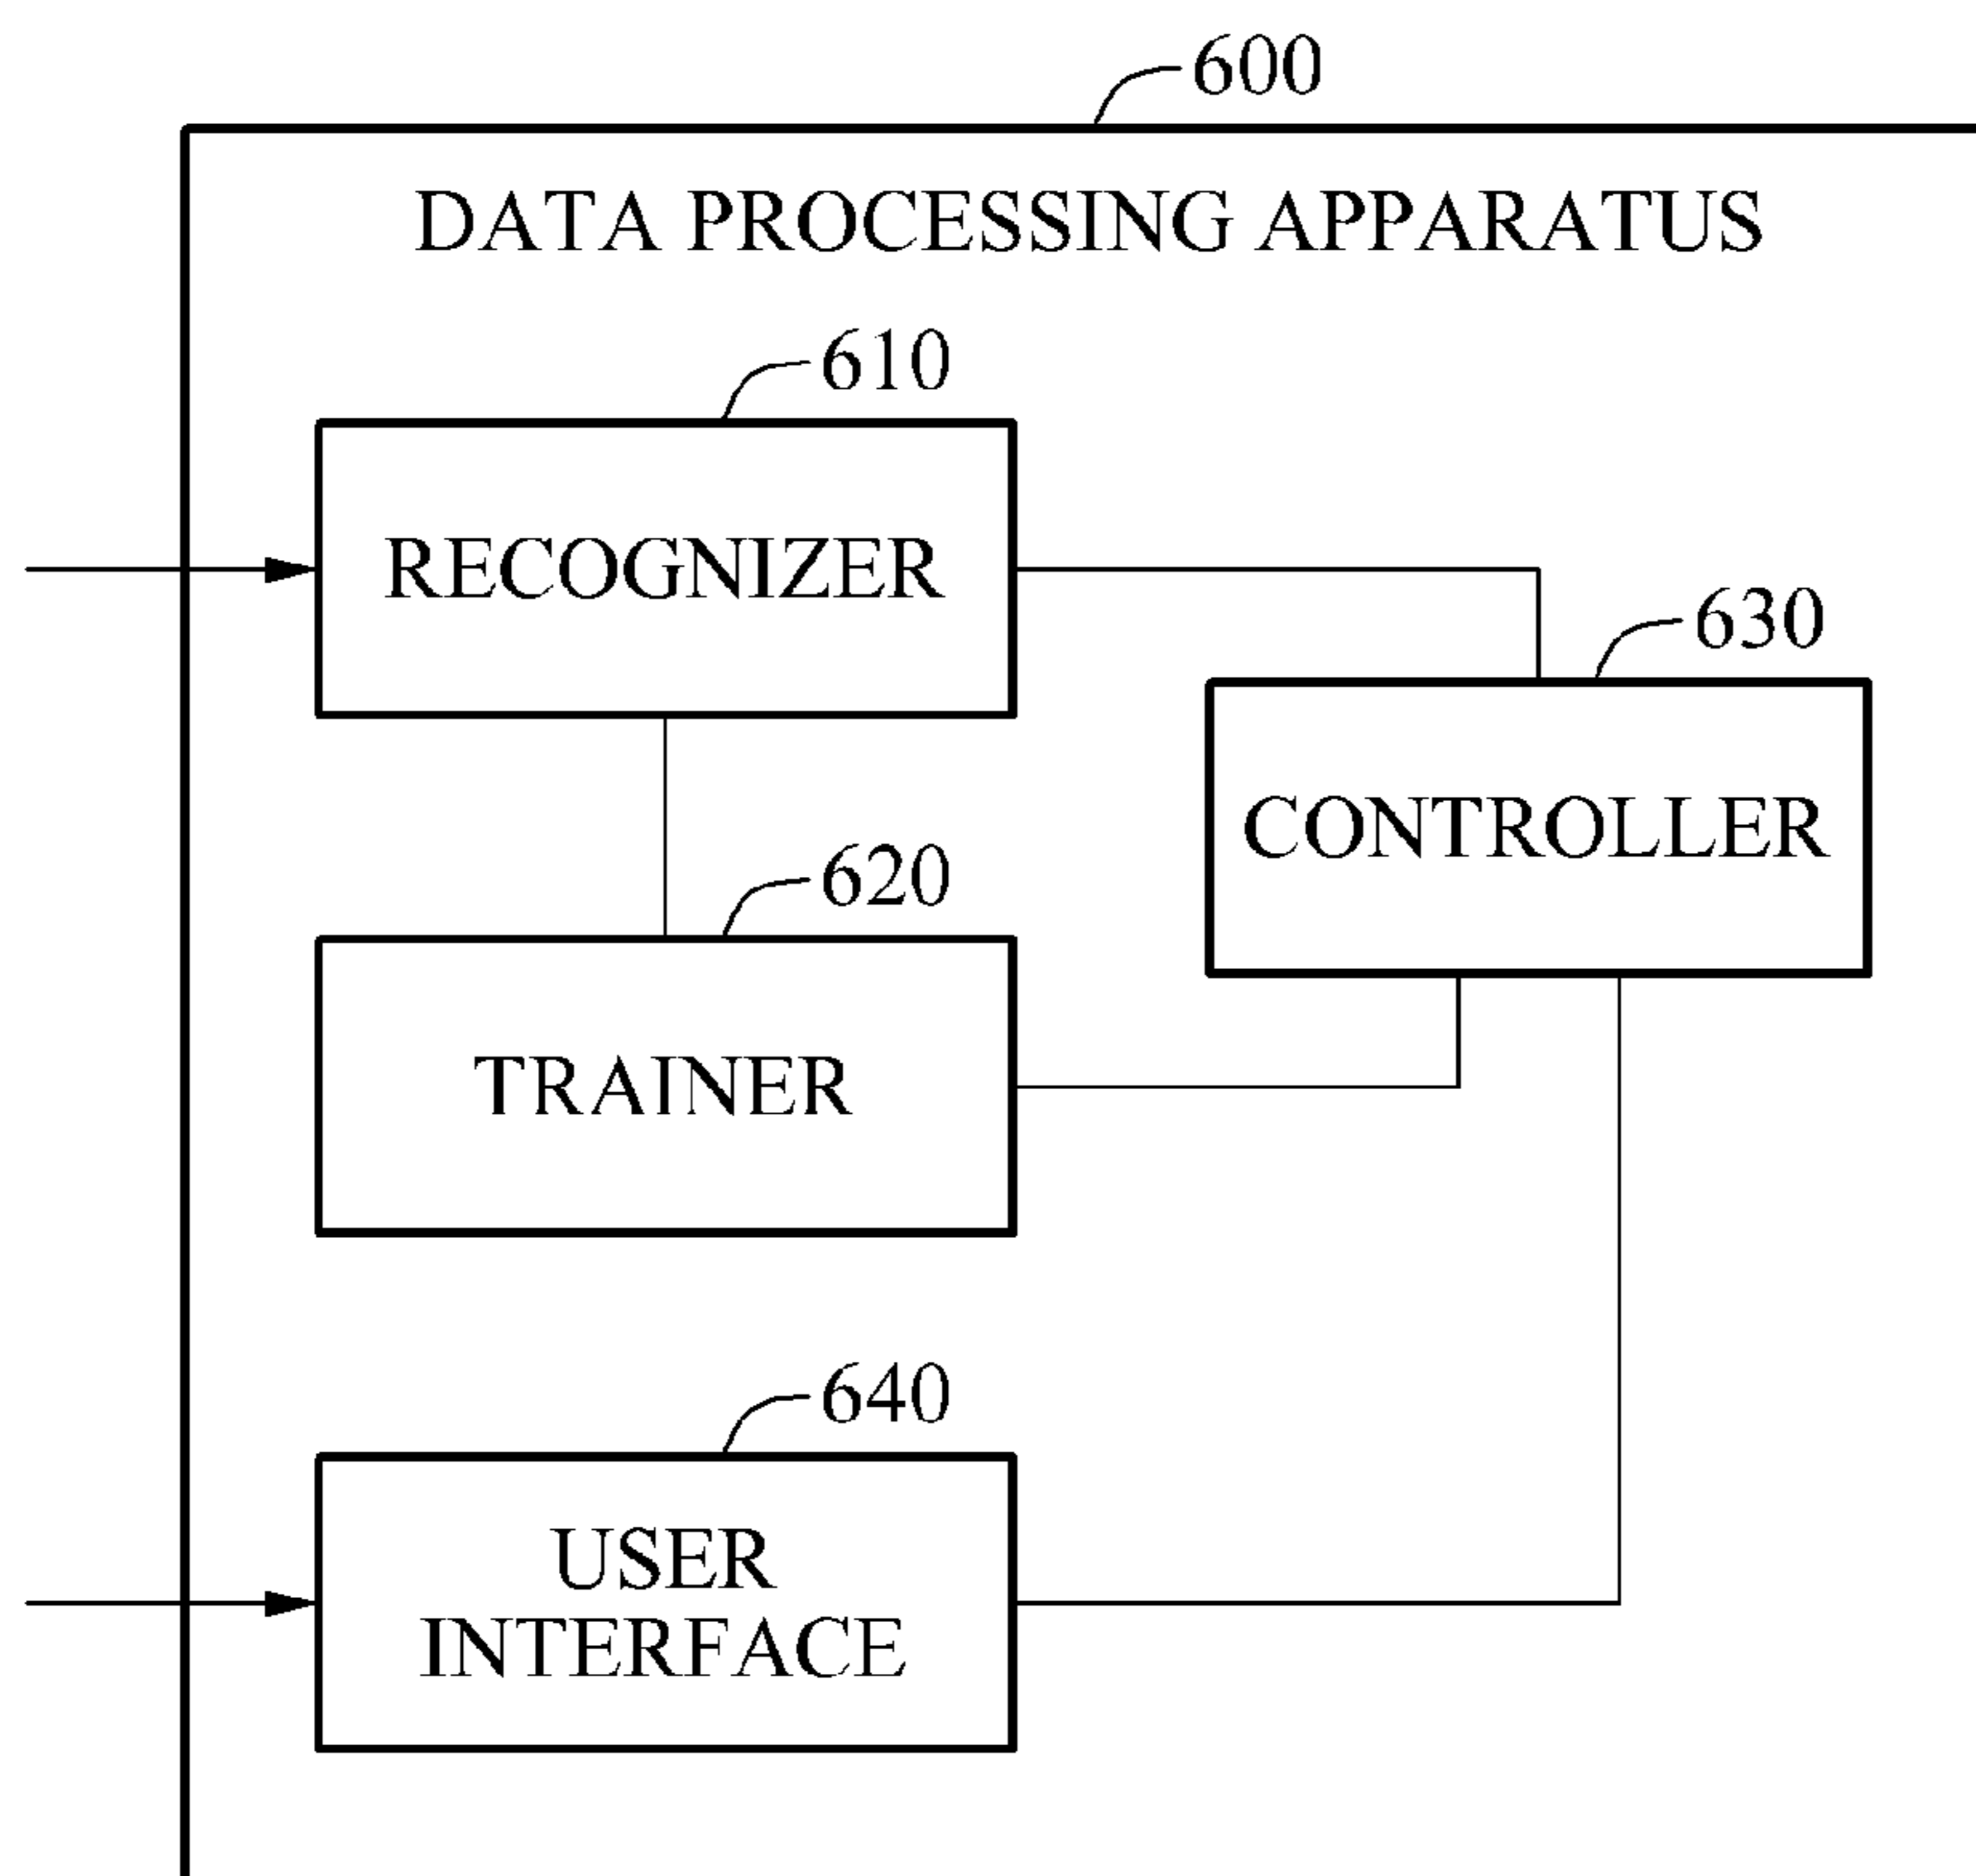 600
DATA PROCESSING APPARATUS
610
RECOGNIZER
630
CONTROLLER
620
TRAINER
640
USER
INTERFACE